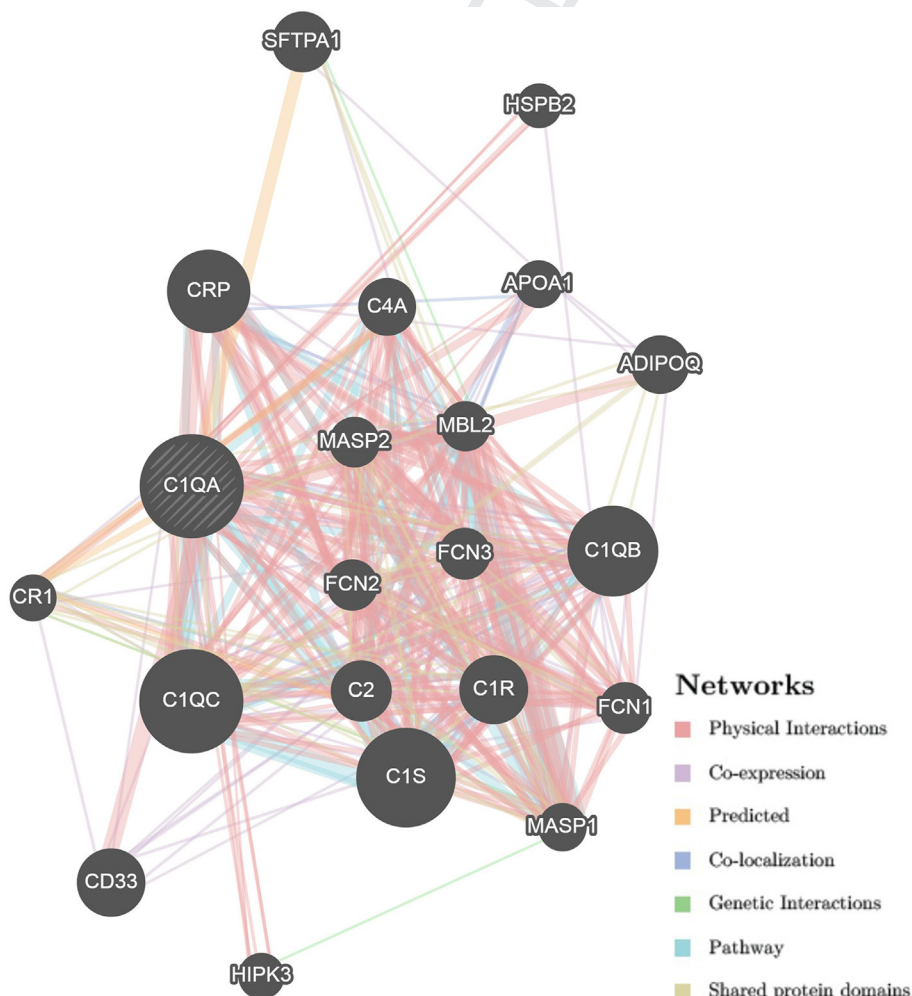 SFTPA1
HSPB2
CRP
C4A
APOA1
ADIPOQ
MASP2
MBL2
C1QA
FCN3
C1QB
FCN2
CR1
C1QC
C2
C1R
FCN1
C1S
MASP1
CD33
HIPK3
Networks
Physical Interactions
Co-expression
Predicted
Co-localization
Genetic Interactions
Pathway
Shared protein domains